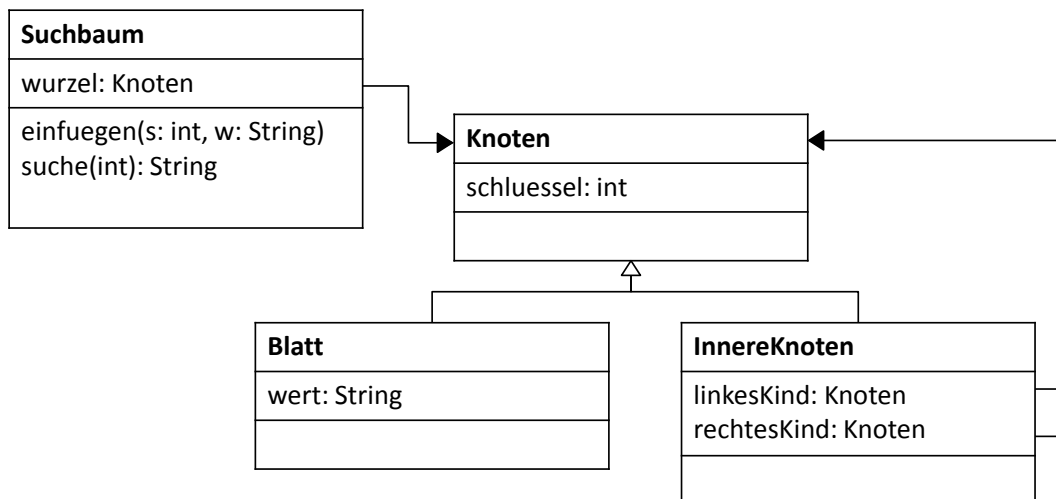 Suchbaum
wurzel: Knoten
einfuegen(s: int, w: String)
suche(int): String
Knoten
schluessel: int
Blatt
wert: String
InnereKnoten
linkesKind: Knoten
rechtesKind: Knoten